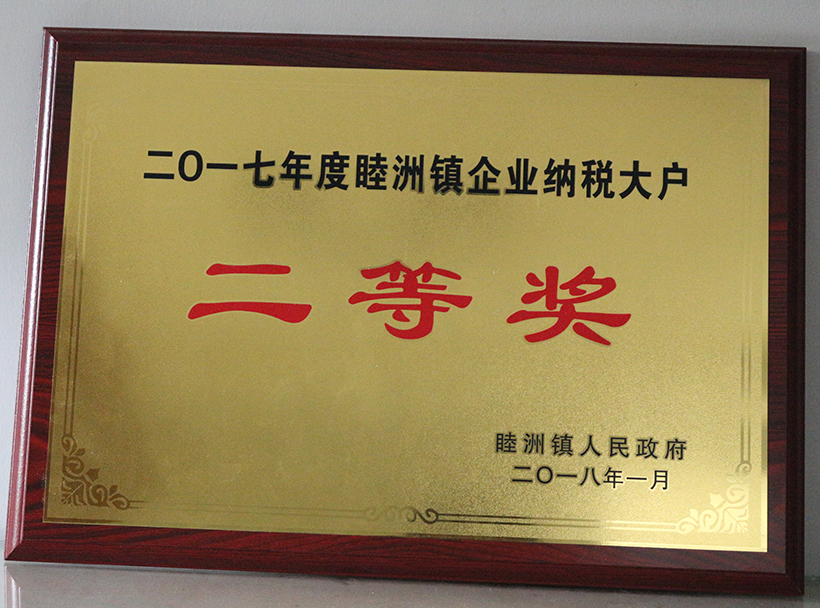 二〇一七年度睦洲镇企业纳税大户
二等奖
睦洲镇人民政府
二〇一八年一月